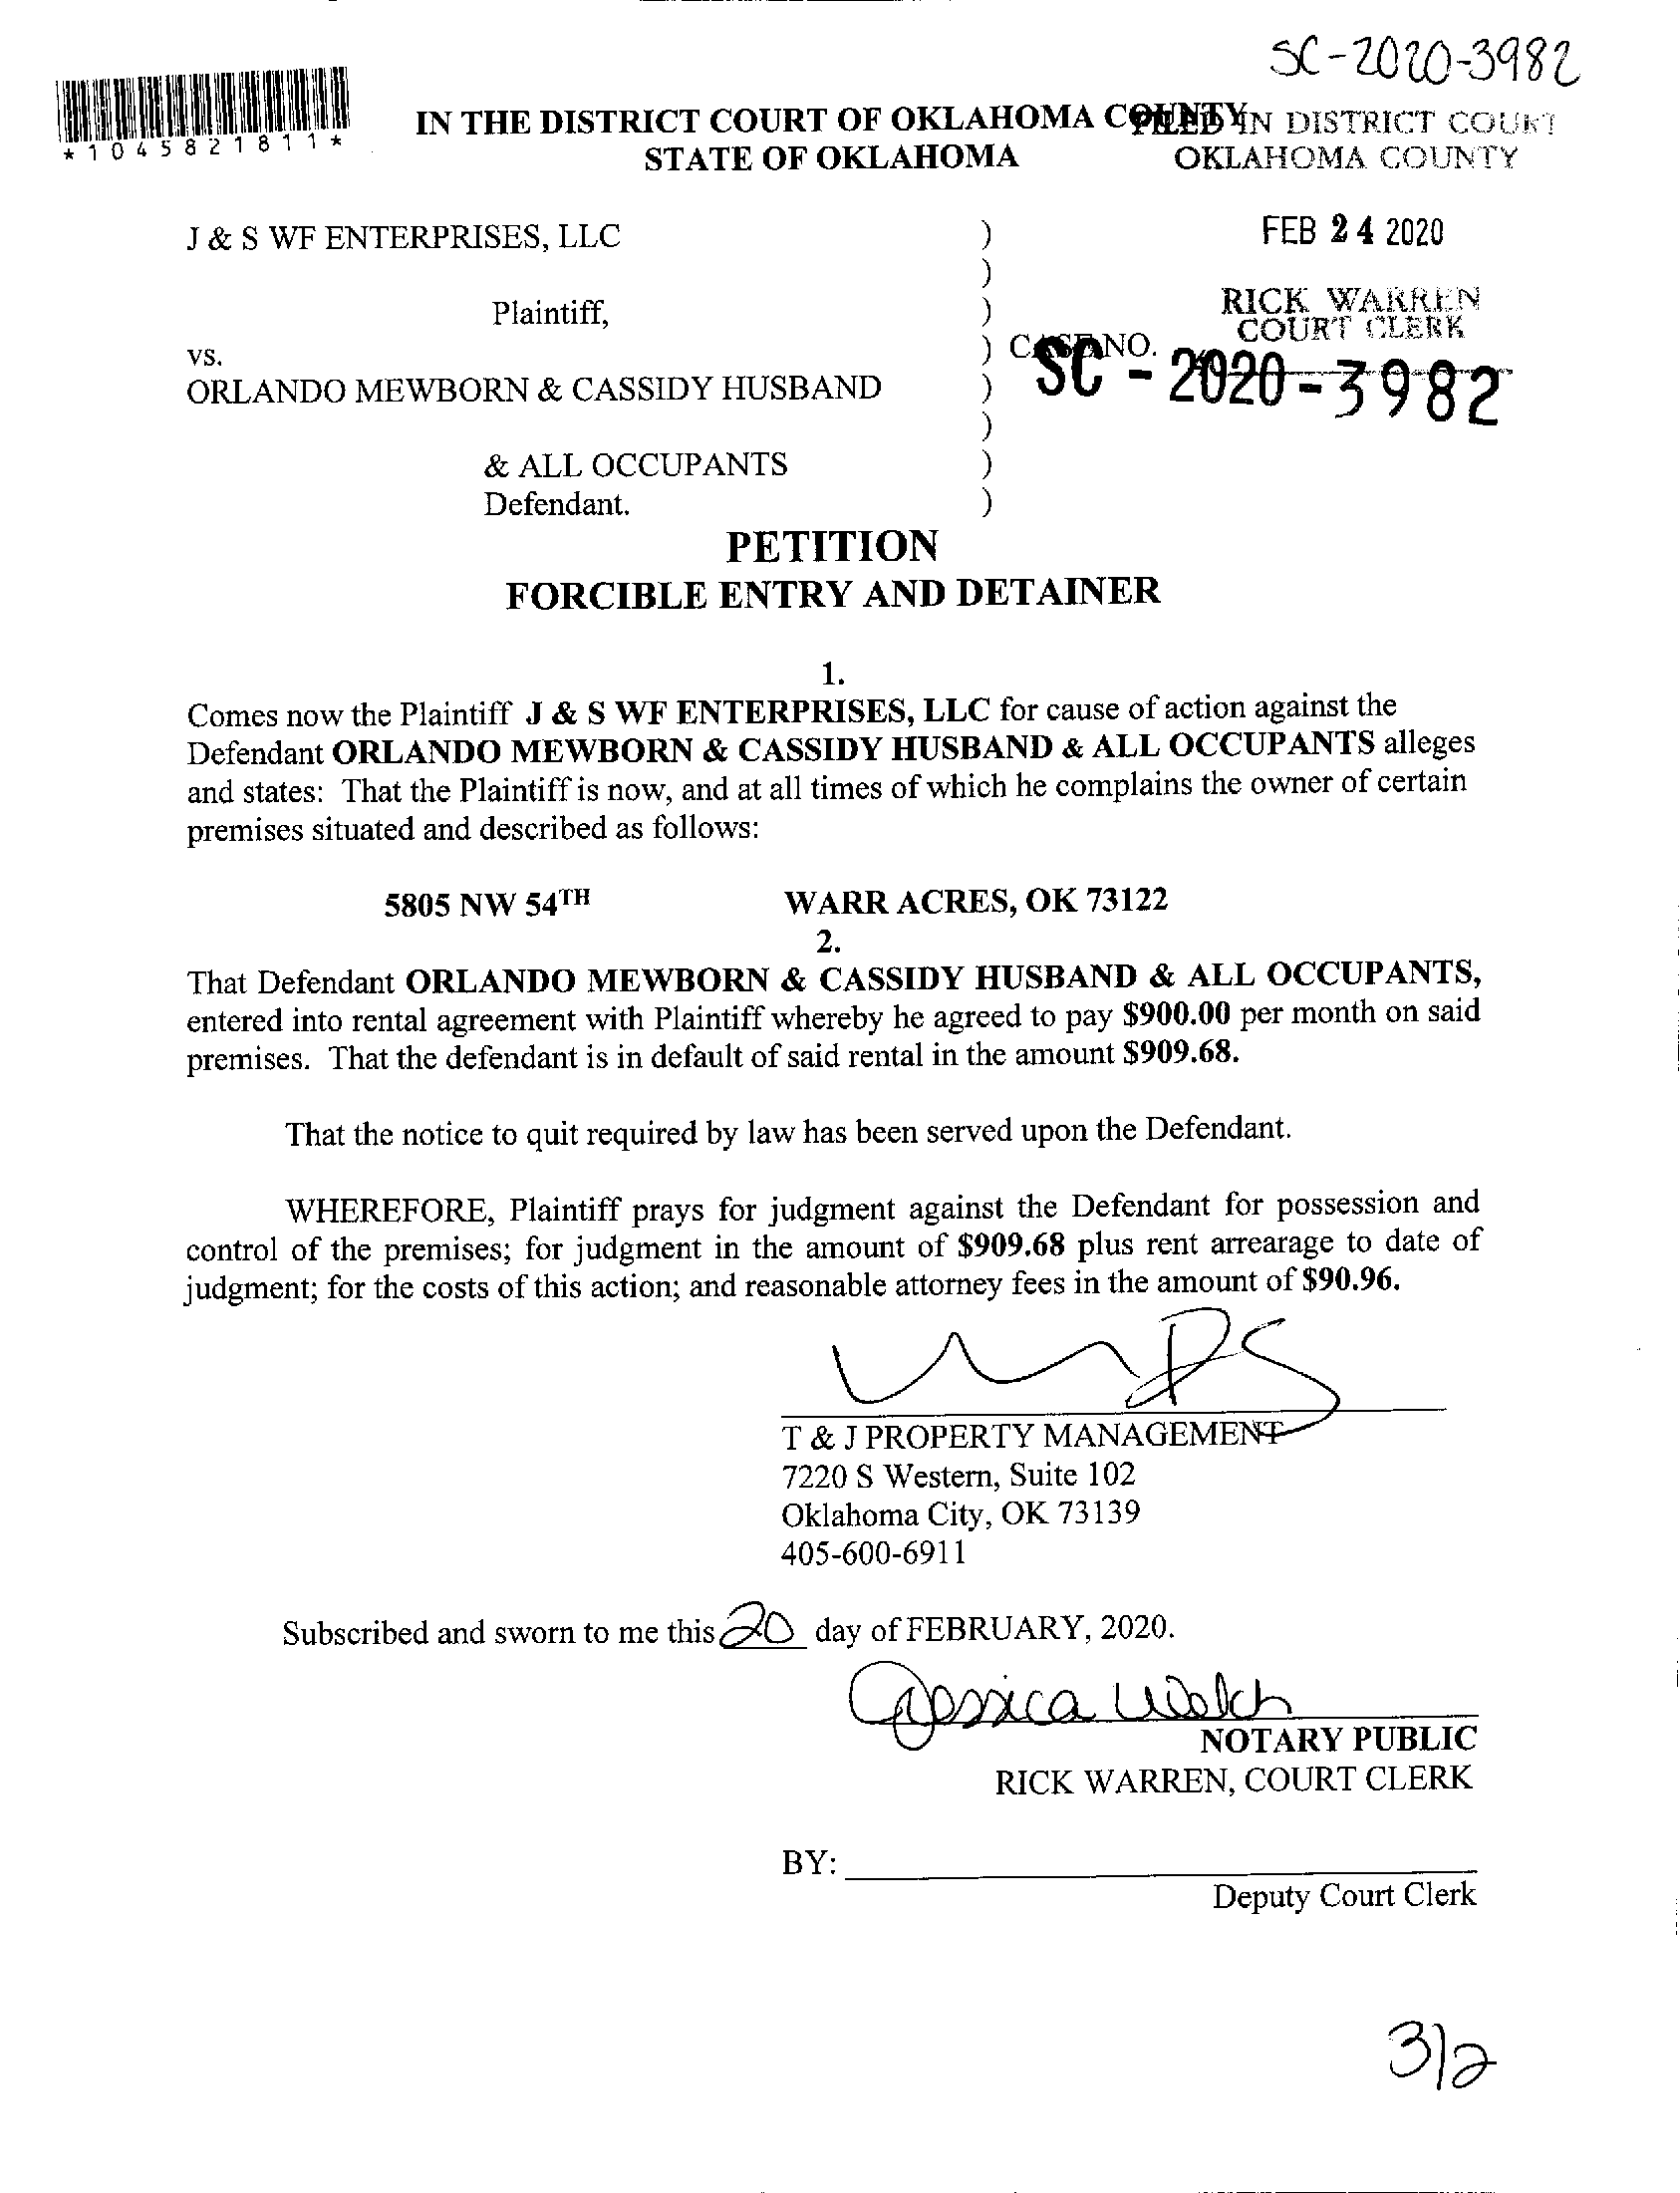 SC-2020-3982
*1045821811*
IN THE DISTRICT COURT OF OKLAHOMA COUNTY
STATE OF OKLAHOMA
FILED IN DISTRICT COURT
OKLAHOMA COUNTY
FEB 24 2020
RICK WARREN
COURT CLERK
J & S WF ENTERPRISES, LLC )
)
Plaintiff, )
vs. ) CASE NO. SC-2020-3982
ORLANDO MEWBORN & CASSIDY HUSBAND )
)
& ALL OCCUPANTS )
Defendant. )
PETITION
FORCIBLE ENTRY AND DETAINER
1.
Comes now the Plaintiff J & S WF ENTERPRISES, LLC for cause of action against the
Defendant ORLANDO MEWBORN & CASSIDY HUSBAND & ALL OCCUPANTS alleges
and states: That the Plaintiff is now, and at all times of which he complains the owner of certain
premises situated and described as follows:
5805 NW 54TH WARR ACRES, OK 73122
2.
That Defendant ORLANDO MEWBORN & CASSIDY HUSBAND & ALL OCCUPANTS,
entered into rental agreement with Plaintiff whereby he agreed to pay $900.00 per month on said
premises. That the defendant is in default of said rental in the amount $909.68.
That the notice to quit required by law has been served upon the Defendant.
WHEREFORE, Plaintiff prays for judgment against the Defendant for possession and
control of the premises; for judgment in the amount of $909.68 plus rent arrearage to date of
judgment; for the costs of this action; and reasonable attorney fees in the amount of $90.96.
T & J PROPERTY MANAGEMENT
7220 S Western, Suite 102
Oklahoma City, OK 73139
405-600-6911
Subscribed and sworn to me this 20 day of FEBRUARY, 2020.
Jessica Welch
NOTARY PUBLIC
RICK WARREN, COURT CLERK
BY:
Deputy Court Clerk
3/2